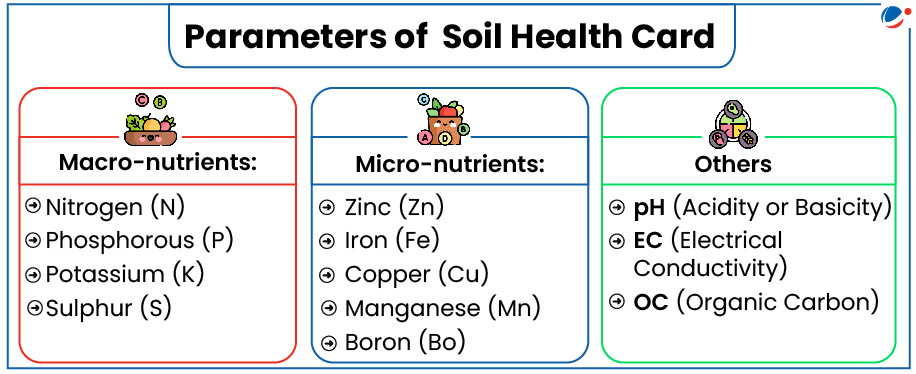 Parameters of Soil Health Card
C B
Macro-nutrients:
Nitrogen (N)
Phosphorous (P)
Potassium (K)
Sulphur (S)
C
A D B
Micro-nutrients:
Zinc (Zn)
Iron (Fe)
Copper (Cu)
Manganese (Mn)
Boron (Bo)
Others
pH (Acidity or Basicity)
EC (Electrical
Conductivity)
OC (Organic Carbon)